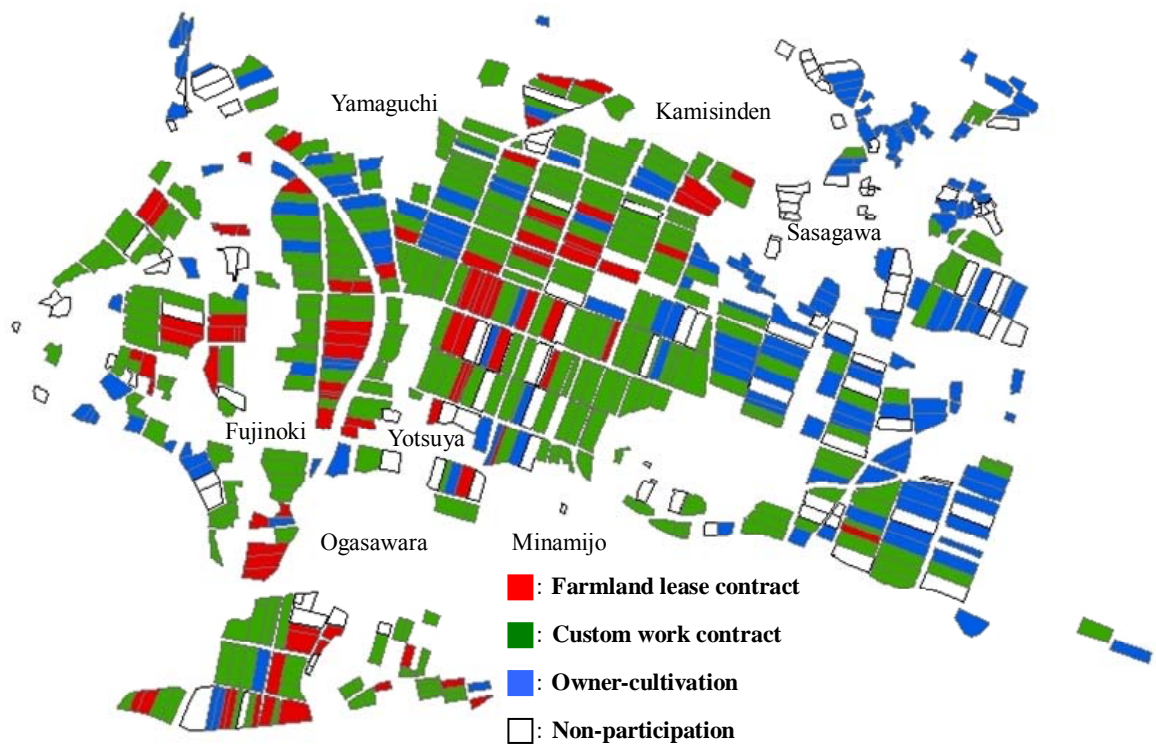 Yamaguchi
Kamisinden
Sasagawa
Fujinoki
Yotsuya
Ogasawara
Minamijo
: Farmland lease contract
: Custom work contract
: Owner-cultivation
: Non-participation